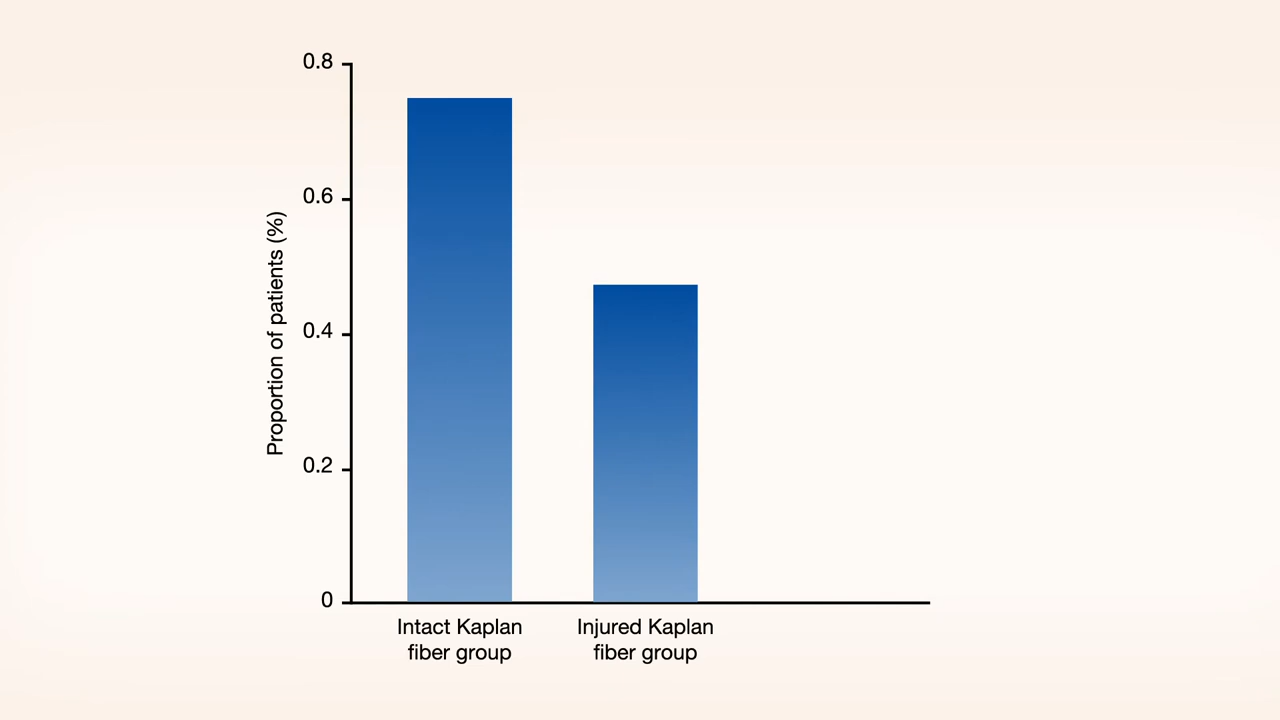 0.8
0.6
0.4
0.2
0
Proportion of patients (%)
Intact Kaplan
fiber group
Injured Kaplan
fiber group